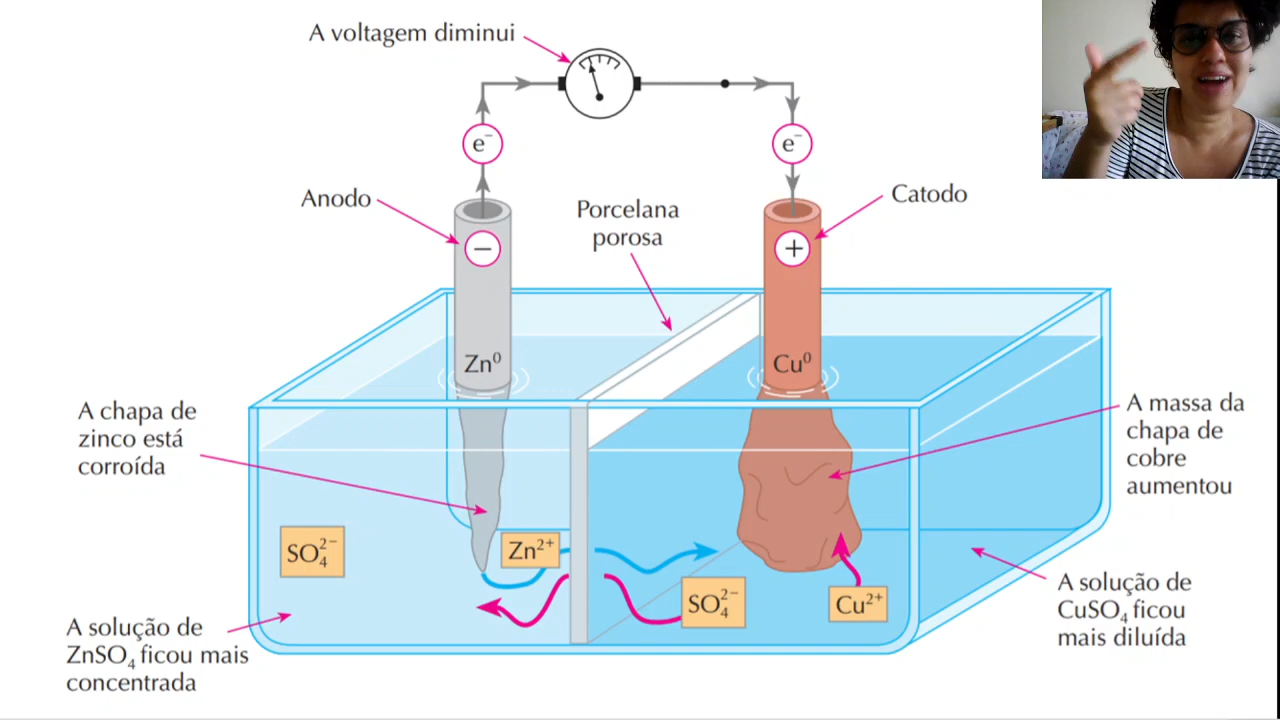 A voltagem diminui
e⁻
e⁻
Anodo
Porcelana
porosa
Catodo
−
+
Zn⁰
Cu⁰
A chapa de
zinco está
corroída
A massa da
chapa de
cobre
aumentou
SO₄²⁻
Zn²⁺
SO₄²⁻
Cu²⁺
A solução de
ZnSO₄ ficou mais
concentrada
A solução de
CuSO₄ ficou
mais diluída